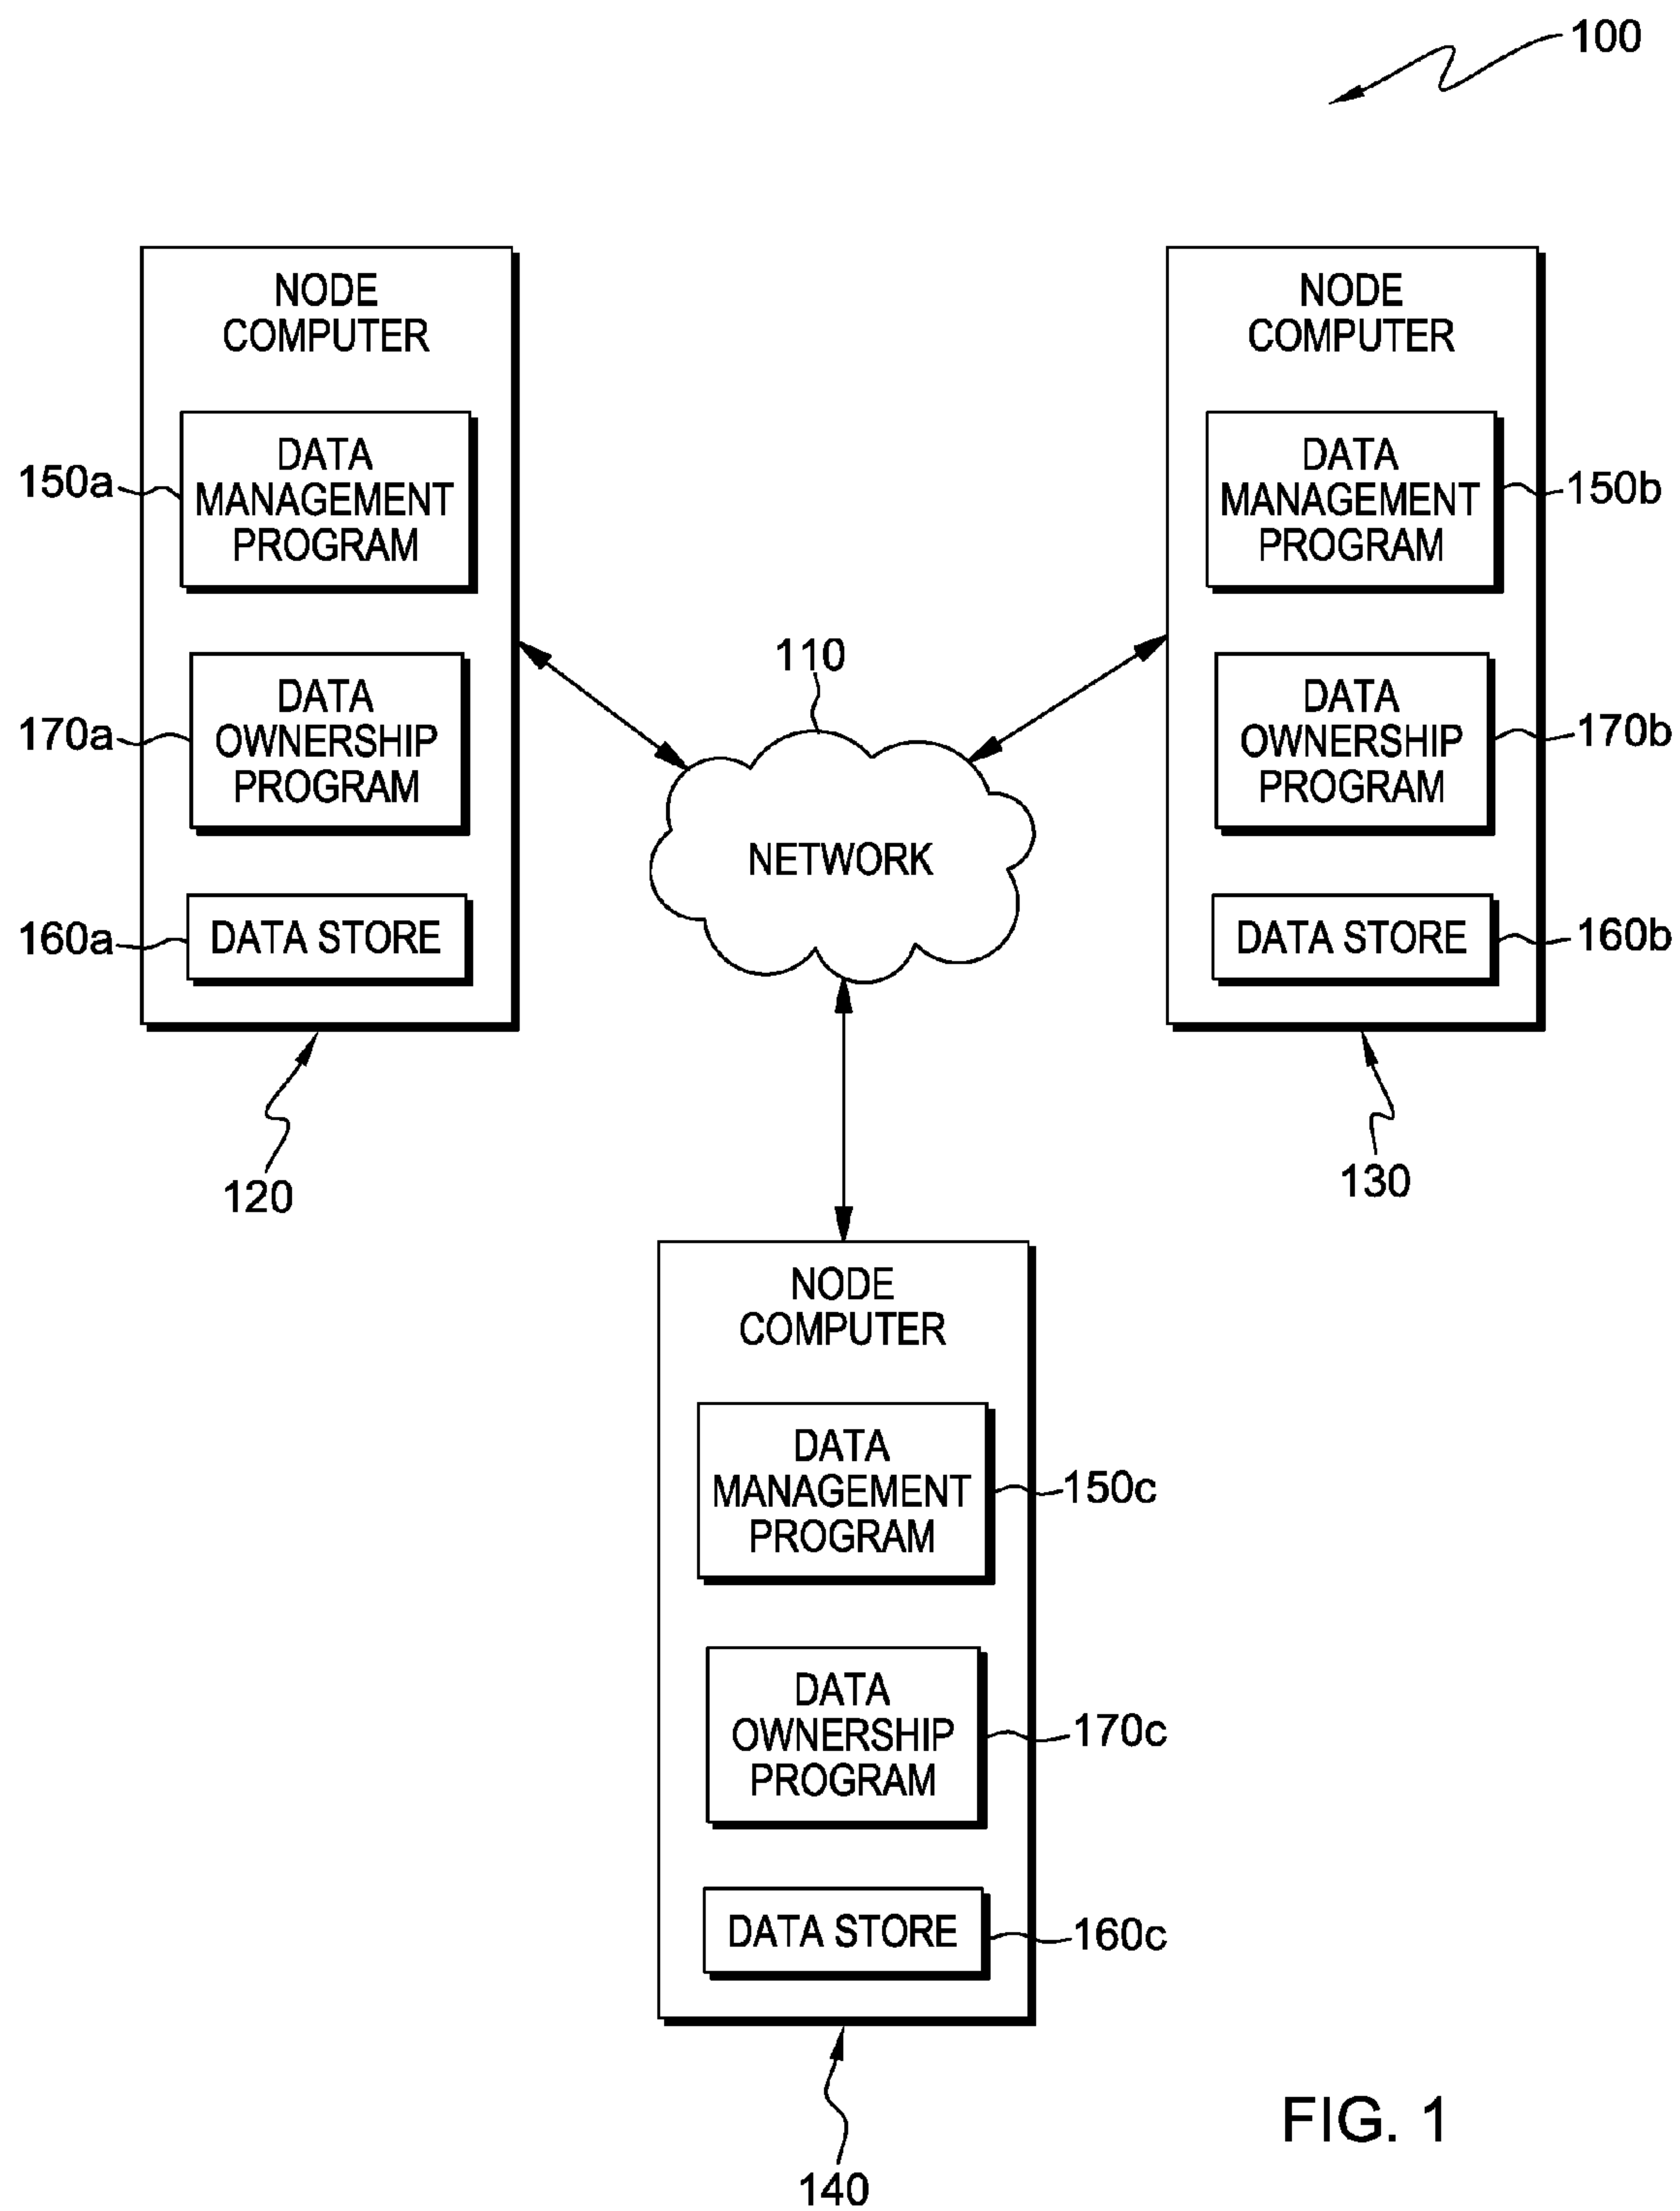 100
NODE
COMPUTER
DATA
MANAGEMENT
PROGRAM
150a
DATA
OWNERSHIP
PROGRAM
170a
DATA STORE
160a
120
110
NETWORK
NODE
COMPUTER
DATA
MANAGEMENT
PROGRAM
150b
DATA
OWNERSHIP
PROGRAM
170b
DATA STORE
160b
130
NODE
COMPUTER
DATA
MANAGEMENT
PROGRAM
150c
DATA
OWNERSHIP
PROGRAM
170c
DATA STORE
160c
140
FIG. 1